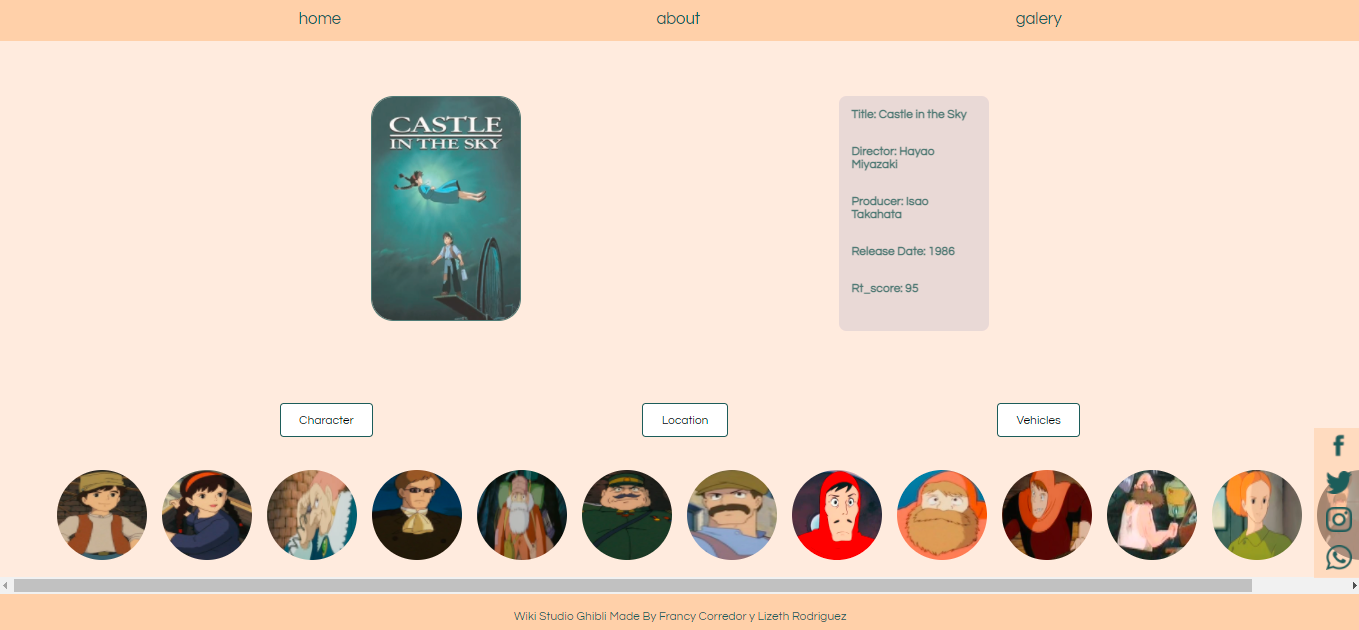 home
about
galery
CASTLE
IN THE SKY
Title: Castle in the Sky
Director: Hayao
Miyazaki
Producer: Isao
Takahata
Release Date: 1986
Rt_score: 95
Character
Location
Vehicles
Wiki Studio Ghibli Made By Francy Corredor y Lizeth Rodriguez